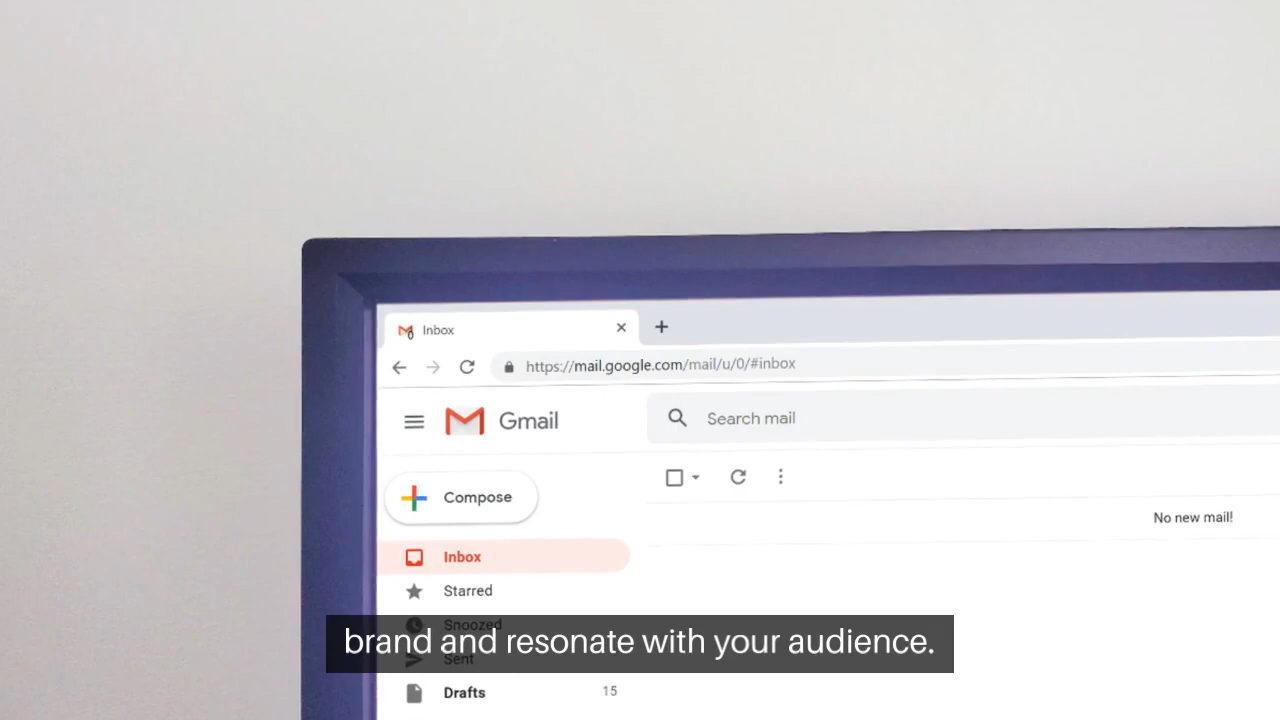 Inbox
https://mail.google.com/mail/u/0/#inbox
Gmail
Search mail
Compose
No new mail!
Inbox
Starred
Snoozed
brand and resonate with your audience.
Sent
Drafts 15